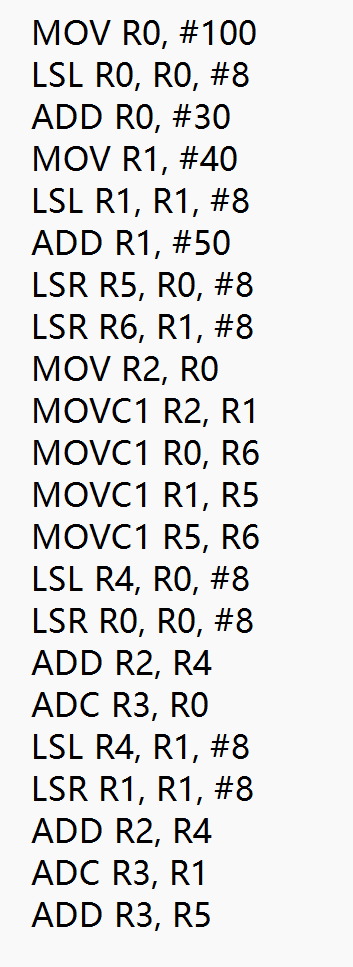 MOV R0, #100
LSL R0, R0, #8
ADD R0, #30
MOV R1, #40
LSL R1, R1, #8
ADD R1, #50
LSR R5, R0, #8
LSR R6, R1, #8
MOV R2, R0
MOVC1 R2, R1
MOVC1 R0, R6
MOVC1 R1, R5
MOVC1 R5, R6
LSL R4, R0, #8
LSR R0, R0, #8
ADD R2, R4
ADC R3, R0
LSL R4, R1, #8
LSR R1, R1, #8
ADD R2, R4
ADC R3, R1
ADD R3, R5